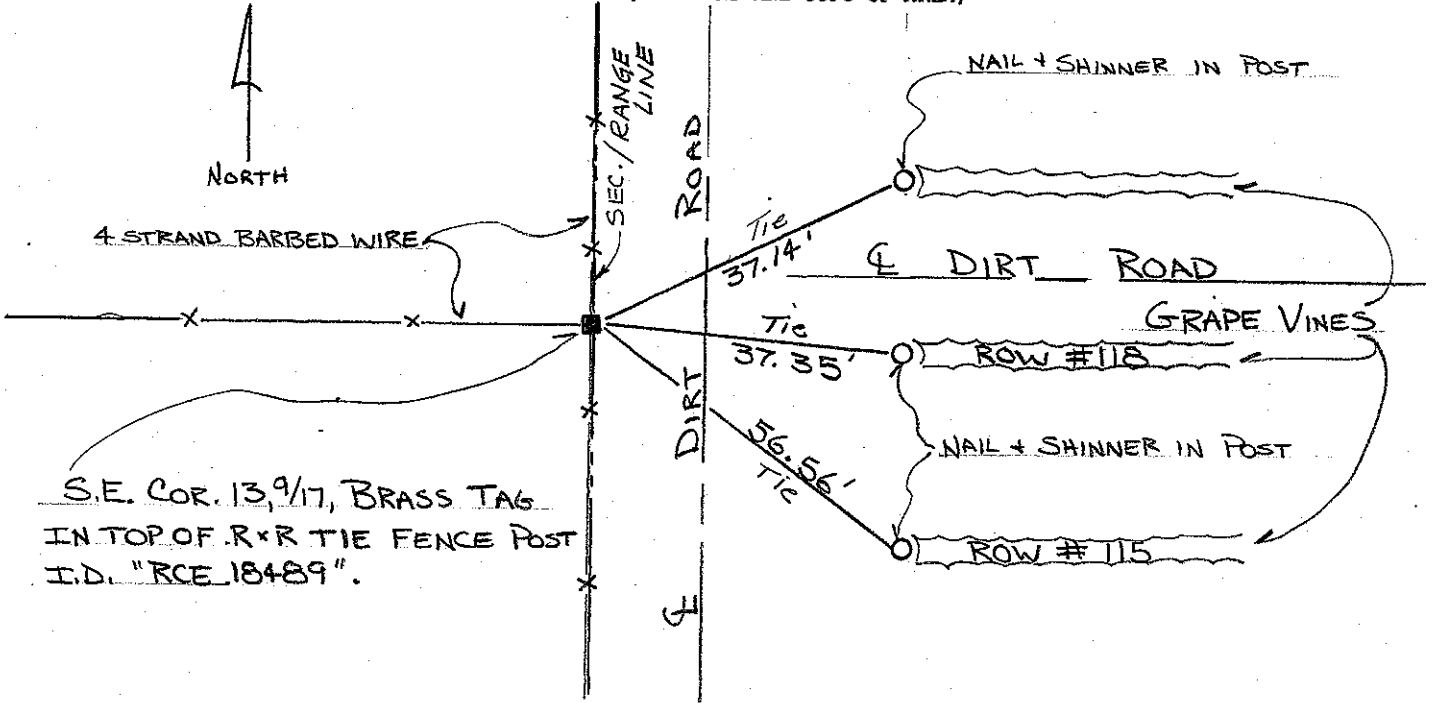 NAIL + SHINNER IN POST
SEC./RANGE
LINE
NORTH
ROAD
4 STRAND BARBED WIRE
Tie
37.14'
℄ DIRT ROAD
GRAPE VINES
Tie
37.35'
ROW #118
DIRT
56.56'
Tie
NAIL + SHINNER IN POST
S.E. COR. 13, 9/17, BRASS TAG
IN TOP OF R×R TIE FENCE POST
I.D. "RCE 18489".
ROW # 115
℄